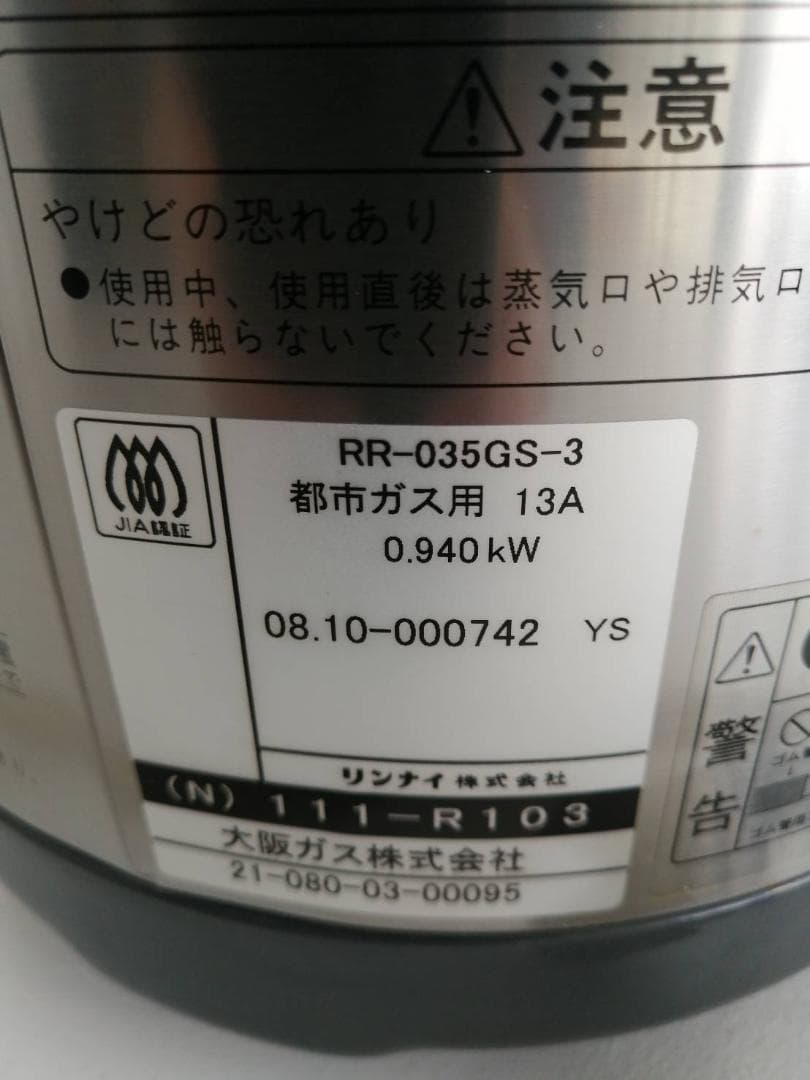 注意
やけどの恐れあり
●使用中、使用直後は蒸気口や排気口
には触らないでください。
JIA認証
RR-035GS-3
都市ガス用 13A
0.940kW
08.10-000742 YS
リンナイ株式会社
(N) 111-R103
大阪ガス株式会社
21-080-03-00095
警告